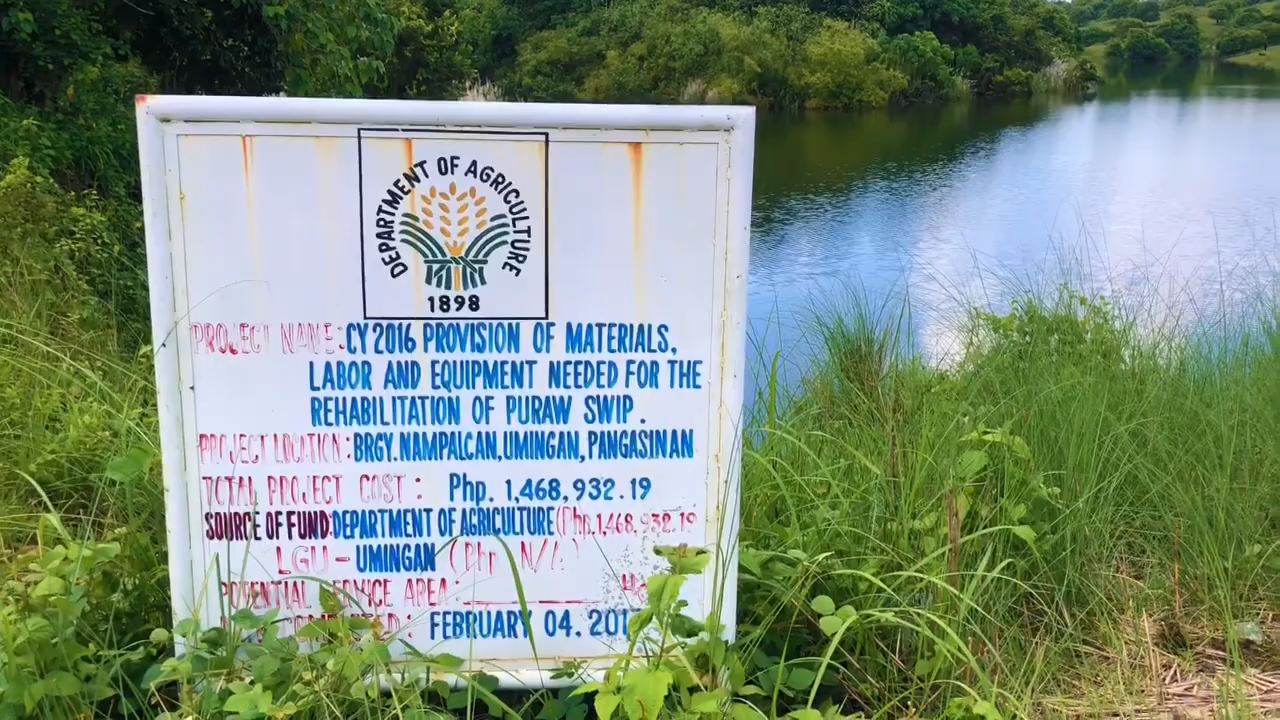 DEPARTMENT OF AGRICULTURE
1898
PROJECT NAME: CY 2016 PROVISION OF MATERIALS,
LABOR AND EQUIPMENT NEEDED FOR THE
REHABILITATION OF PURAW SWIP.
PROJECT LOCATION: BRGY. NAMPALCAN, UMINGAN, PANGASINAN
TOTAL PROJECT COST: Php. 1,468,932.19
SOURCE OF FUND: DEPARTMENT OF AGRICULTURE (Php.1,468,932.19
LGU - UMINGAN (Php N/A)
POTENTIAL SERVICE AREA:
FEBRUARY 04. 201